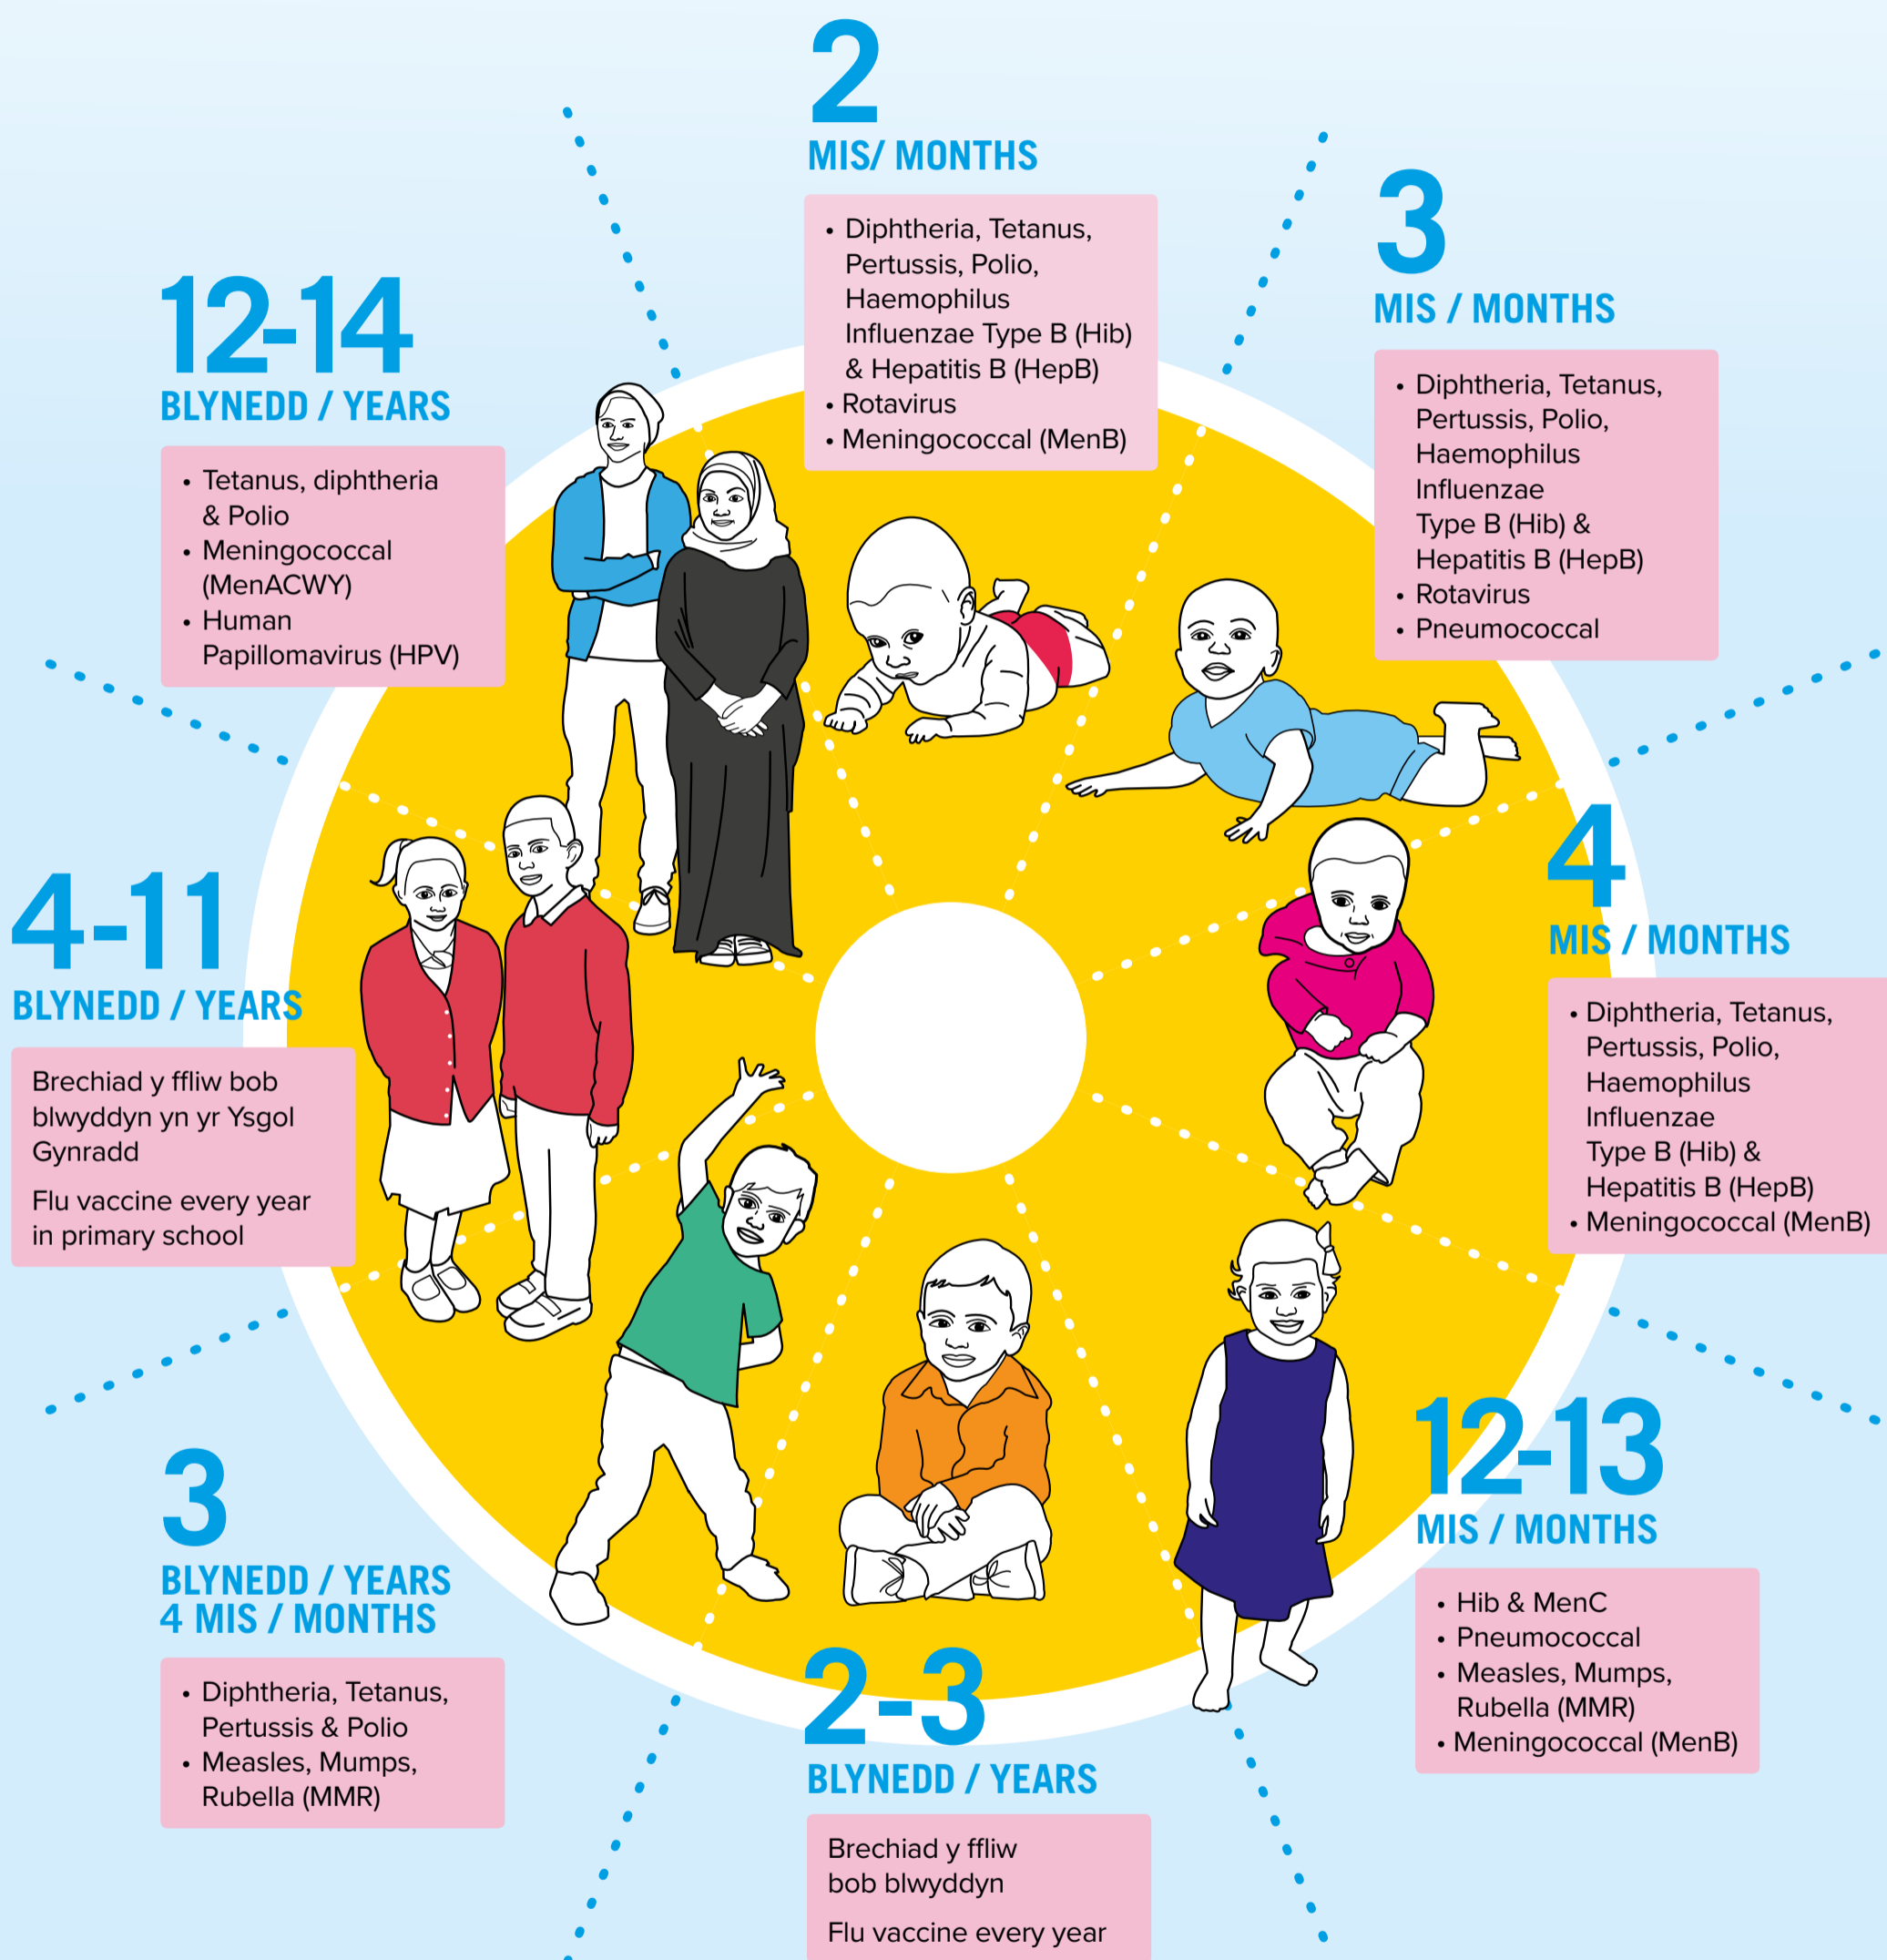 2
MIS/ MONTHS
• Diphtheria, Tetanus,
Pertussis, Polio,
Haemophilus
Influenzae Type B (Hib)
& Hepatitis B (HepB)
• Rotavirus
• Meningococcal (MenB)
3
MIS / MONTHS
• Diphtheria, Tetanus,
Pertussis, Polio,
Haemophilus
Influenzae
Type B (Hib) &
Hepatitis B (HepB)
• Rotavirus
• Pneumococcal
4
MIS / MONTHS
• Diphtheria, Tetanus,
Pertussis, Polio,
Haemophilus
Influenzae
Type B (Hib) &
Hepatitis B (HepB)
• Meningococcal (MenB)
12-13
MIS / MONTHS
• Hib & MenC
• Pneumococcal
• Measles, Mumps,
Rubella (MMR)
• Meningococcal (MenB)
2-3
BLYNEDD / YEARS
Brechiad y ffliw
bob blwyddyn
Flu vaccine every year
3
BLYNEDD / YEARS
4 MIS / MONTHS
• Diphtheria, Tetanus,
Pertussis & Polio
• Measles, Mumps,
Rubella (MMR)
4-11
BLYNEDD / YEARS
Brechiad y ffliw bob
blwyddyn yn yr Ysgol
Gynradd
Flu vaccine every year
in primary school
12-14
BLYNEDD / YEARS
• Tetanus, diphtheria
& Polio
• Meningococcal
(MenACWY)
• Human
Papillomavirus (HPV)